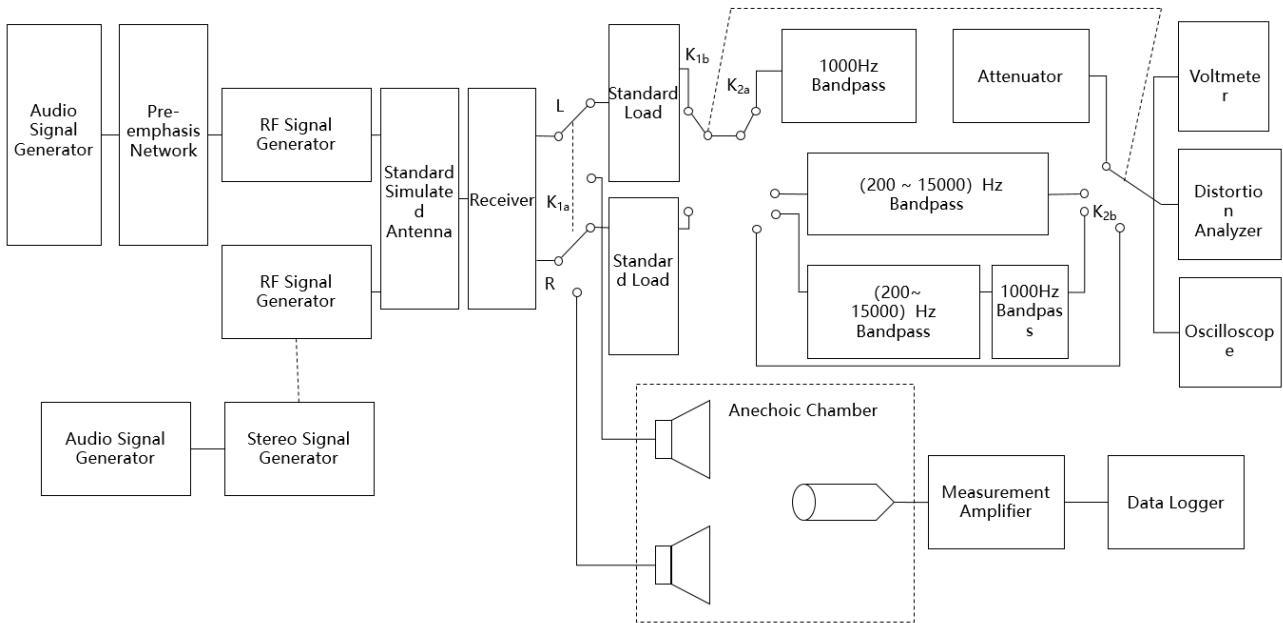 Audio
Signal
Generator
Pre-
emphasis
Network
RF Signal
Generator
RF Signal
Generator
Audio Signal
Generator
Stereo Signal
Generator
Standard
Simulate
d
Antenna
Receiver
L
K1a
R
Standard
Load
Standar
d Load
K1b
K2a
1000Hz
Bandpass
Attenuator
(200 ~ 15000) Hz
Bandpass
K2b
(200~
15000) Hz
Bandpass
1000Hz
Bandpas
s
Voltmete
r
Distortio
n
Analyzer
Oscilloscop
e
Anechoic Chamber
Measurement
Amplifier
Data Logger